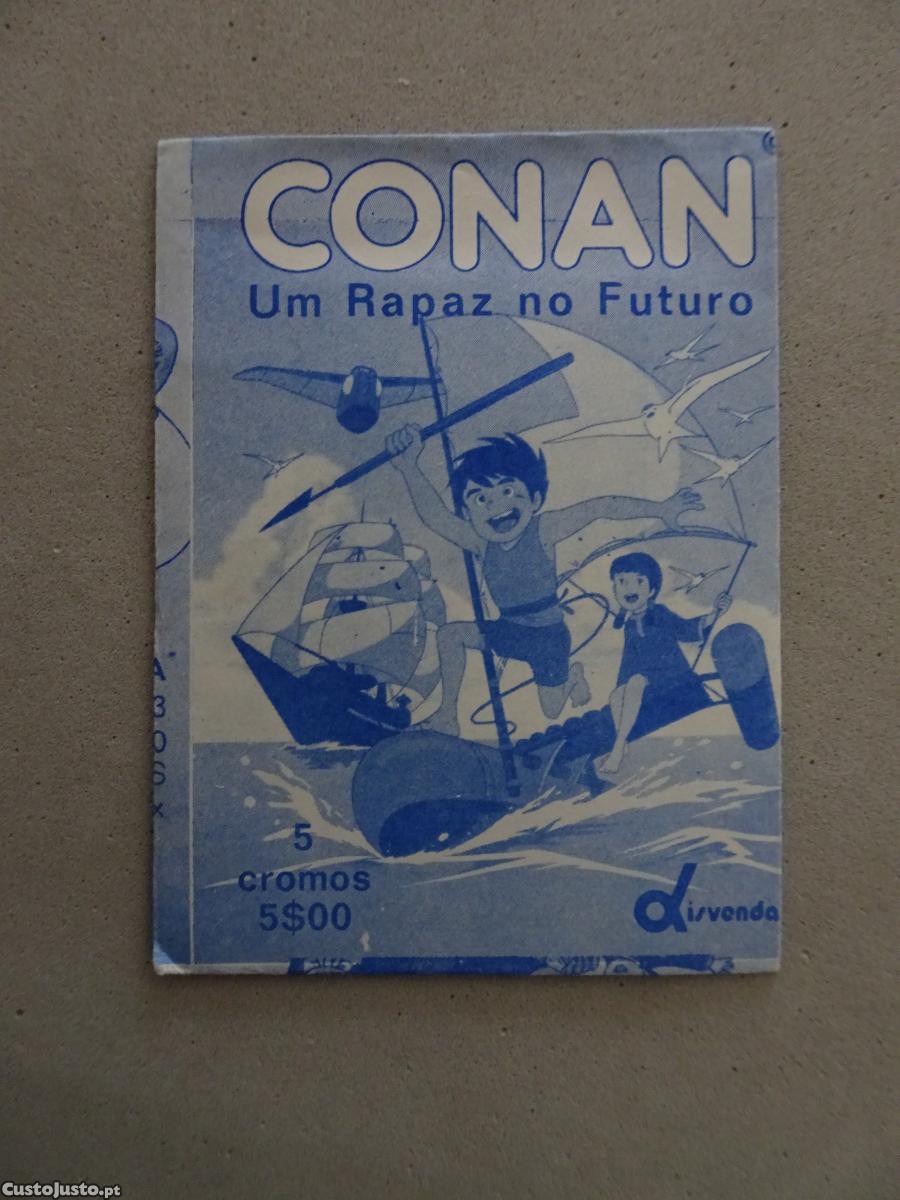 CONAN
Um Rapaz no Futuro
5
cromos
5$00
disvenda
CustoJusto.pt